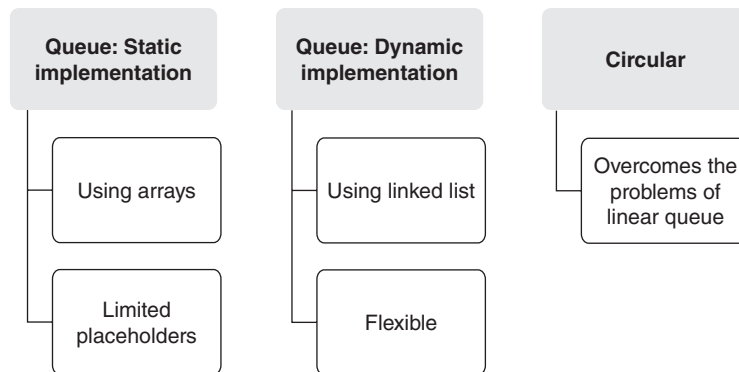 Queue: Static
implementation
Using arrays
Limited
placeholders
Queue: Dynamic
implementation
Using linked list
Flexible
Circular
Overcomes the
problems of
linear queue